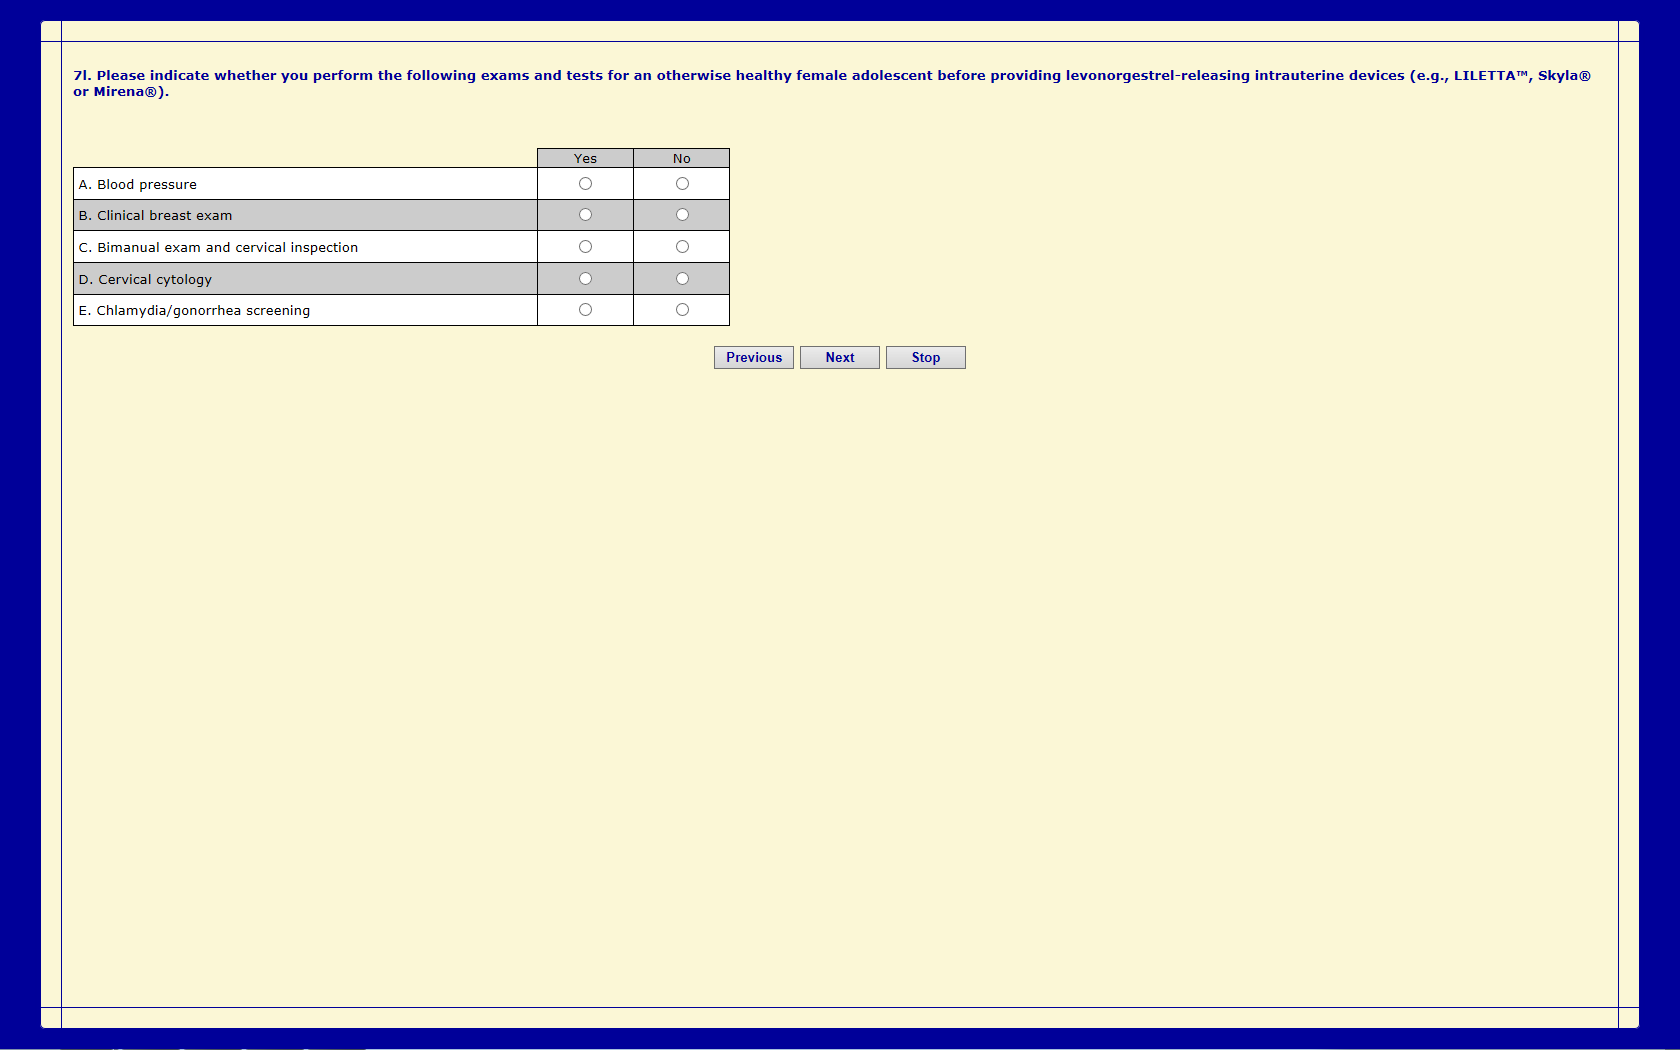 7l. Please indicate whether you perform the following exams and tests for an otherwise healthy female adolescent before providing levonorgestrel-releasing intrauterine devices (e.g., LILETTA™, Skyla®
or Mirena®).
Yes No
A. Blood pressure
B. Clinical breast exam
C. Bimanual exam and cervical inspection
D. Cervical cytology
E. Chlamydia/gonorrhea screening
Previous Next Stop